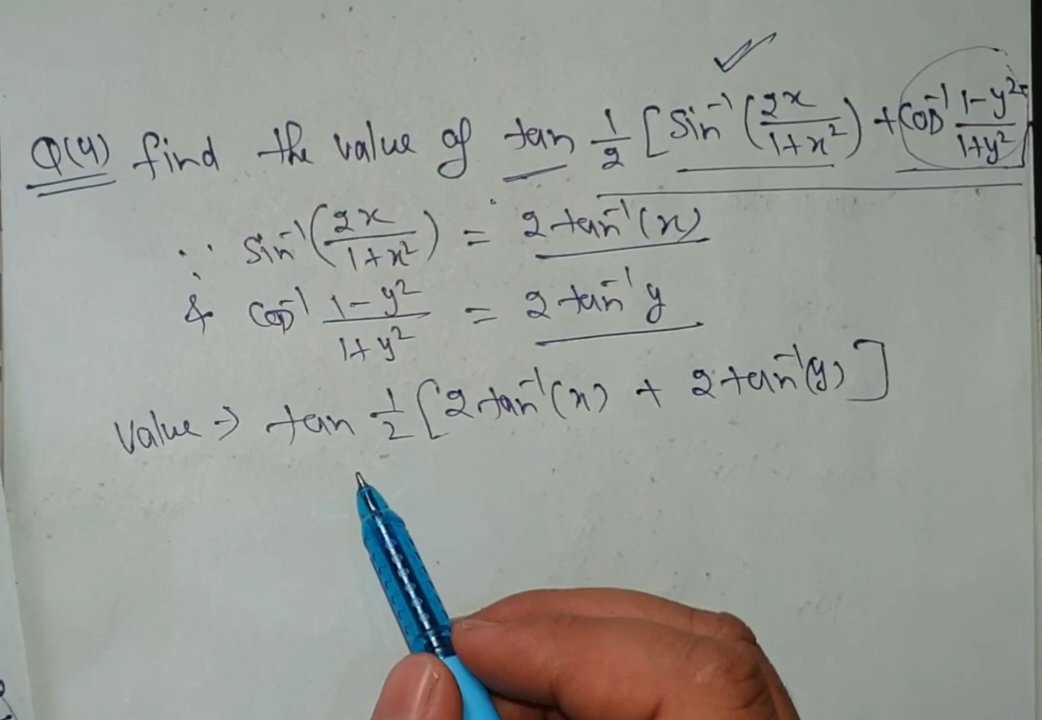 Q(4) find the value of tan 1/2 [sin⁻¹(2x/1+x²) + cos⁻¹ 1-y²/1+y²]
∵ sin⁻¹(2x/1+x²) = 2 tan⁻¹(x)
& cos⁻¹ 1-y²/1+y² = 2 tan⁻¹ y
Value → tan 1/2 [2 tan⁻¹(x) + 2 tan⁻¹(y)]